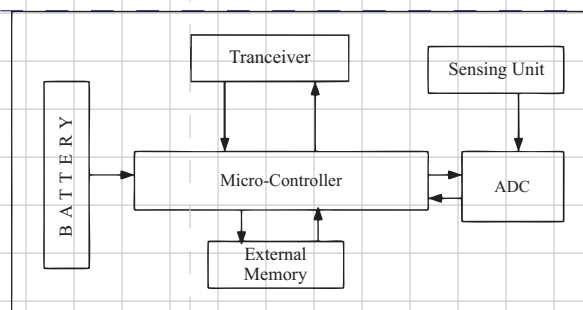 Tranceiver
Sensing Unit
BATTERY
Micro-Controller
ADC
External
Memory